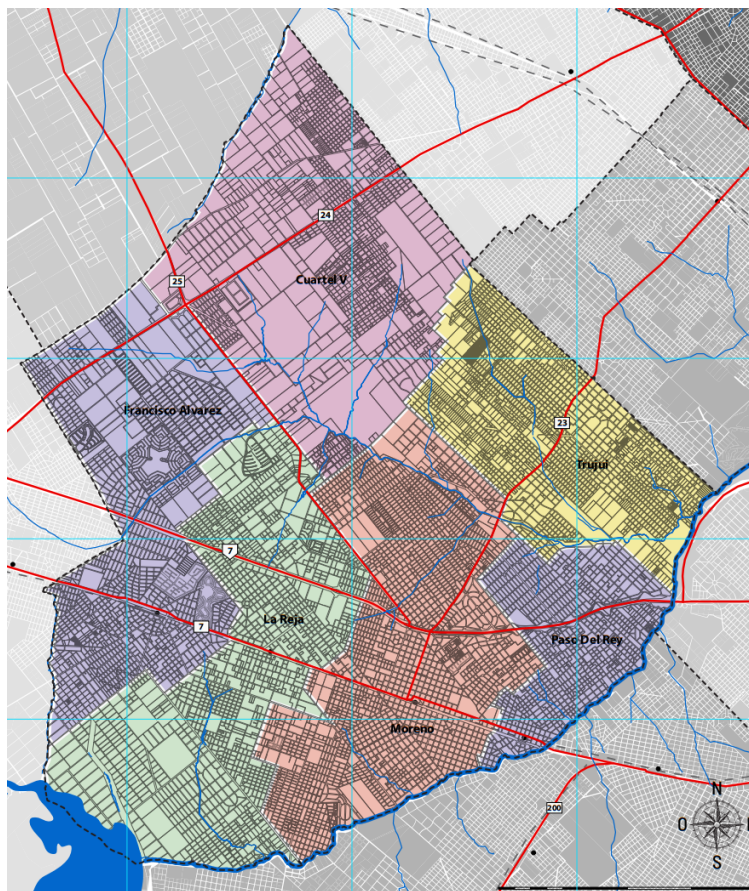 24
25
Cuartel V
Francisco Alvarez
23
Trujui
7
La Reja
7
Paso Del Rey
Moreno
N
O
S
200